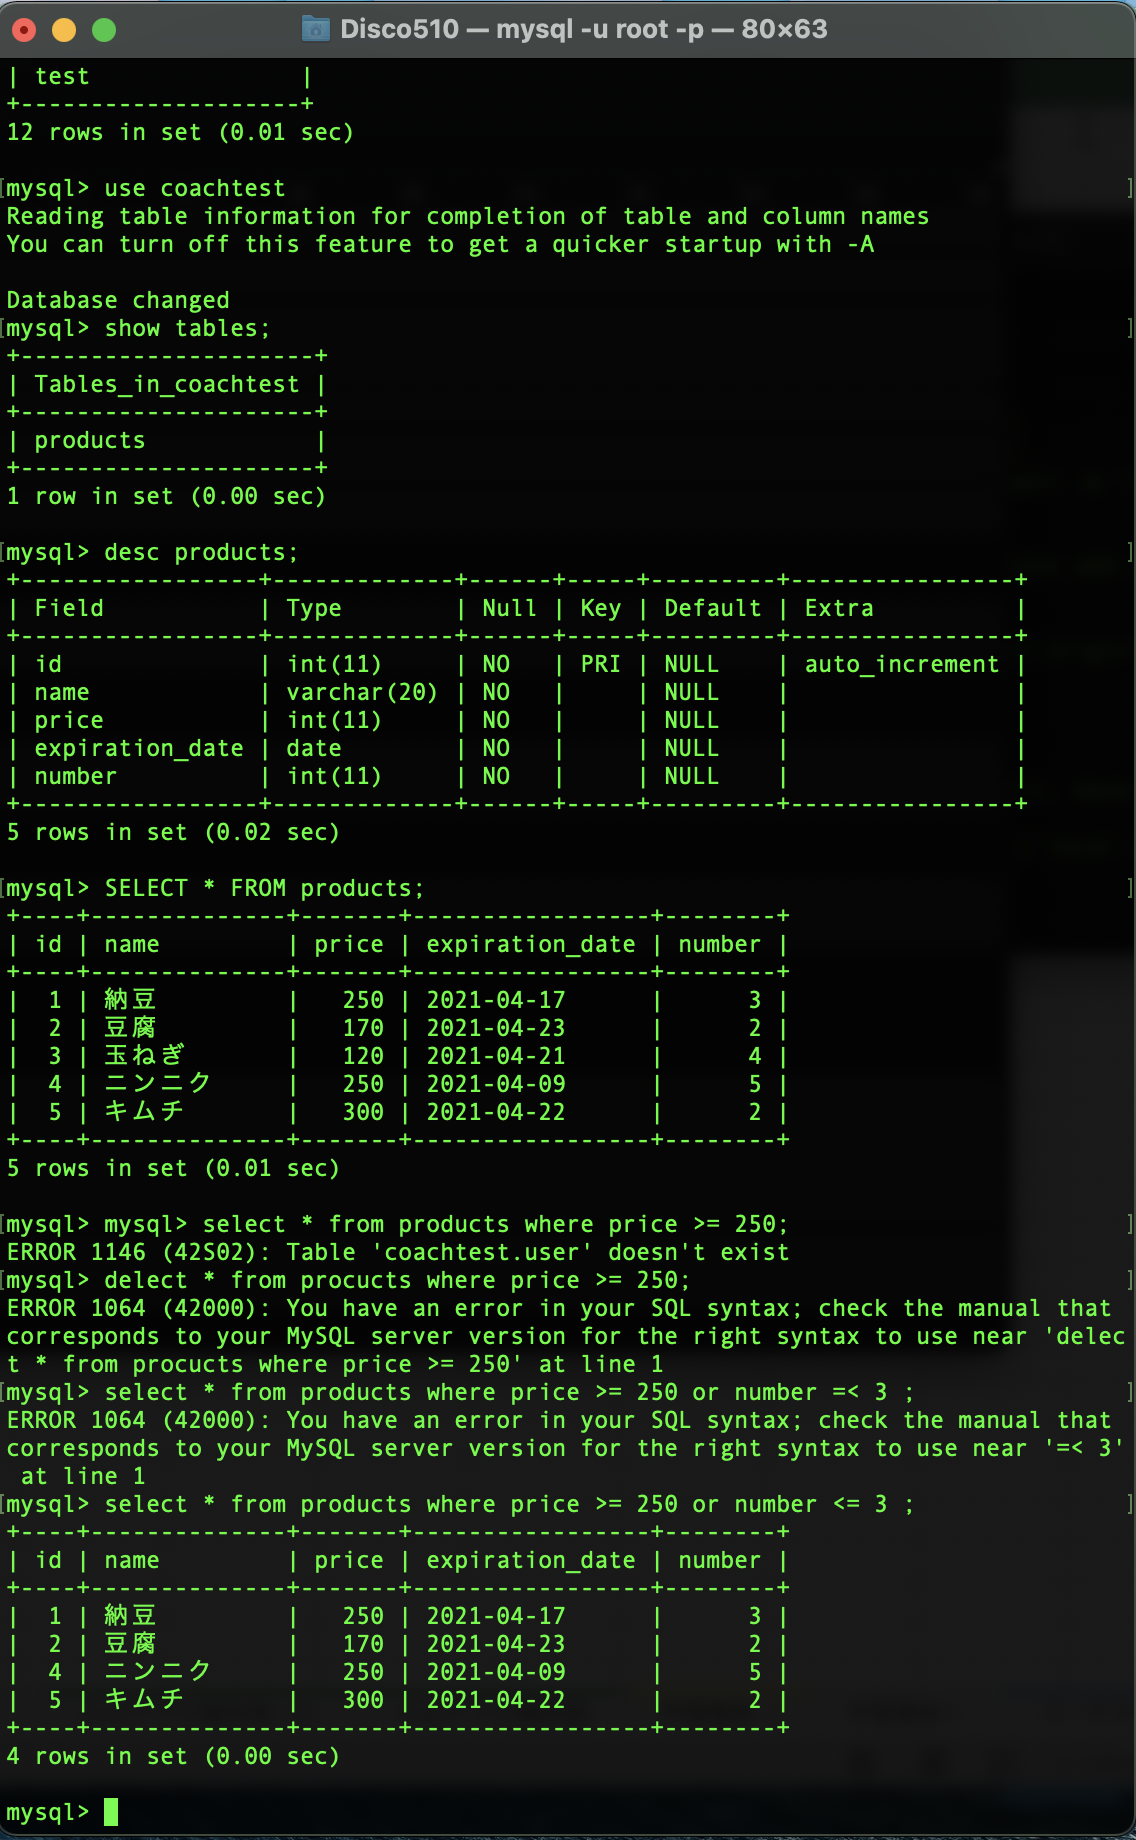 Disco510 — mysql -u root -p — 80×63
| test               |
+--------------------+
12 rows in set (0.01 sec)
[mysql> use coachtest ]
Reading table information for completion of table and column names
You can turn off this feature to get a quicker startup with -A
Database changed
[mysql> show tables; ]
+---------------------+
| Tables_in_coachtest |
+---------------------+
| products            |
+---------------------+
1 row in set (0.00 sec)
[mysql> desc products; ]
+-----------------+-------------+------+-----+---------+----------------+
| Field           | Type        | Null | Key | Default | Extra          |
+-----------------+-------------+------+-----+---------+----------------+
| id              | int(11)     | NO   | PRI | NULL    | auto_increment |
| name            | varchar(20) | NO   |     | NULL    |                |
| price           | int(11)     | NO   |     | NULL    |                |
| expiration_date | date        | NO   |     | NULL    |                |
| number          | int(11)     | NO   |     | NULL    |                |
+-----------------+-------------+------+-----+---------+----------------+
5 rows in set (0.02 sec)
[mysql> SELECT * FROM products; ]
+----+--------------+-------+-----------------+--------+
| id | name         | price | expiration_date | number |
+----+--------------+-------+-----------------+--------+
|  1 | 納豆         |   250 | 2021-04-17      |      3 |
|  2 | 豆腐         |   170 | 2021-04-23      |      2 |
|  3 | 玉ねぎ       |   120 | 2021-04-21      |      4 |
|  4 | ニンニク     |   250 | 2021-04-09      |      5 |
|  5 | キムチ       |   300 | 2021-04-22      |      2 |
+----+--------------+-------+-----------------+--------+
5 rows in set (0.01 sec)
[mysql> mysql> select * from products where price >= 250; ]
ERROR 1146 (42S02): Table 'coachtest.user' doesn't exist
[mysql> delect * from procucts where price >= 250; ]
ERROR 1064 (42000): You have an error in your SQL syntax; check the manual that
corresponds to your MySQL server version for the right syntax to use near 'delec
t * from procucts where price >= 250' at line 1
[mysql> select * from products where price >= 250 or number =< 3 ; ]
ERROR 1064 (42000): You have an error in your SQL syntax; check the manual that
corresponds to your MySQL server version for the right syntax to use near '=< 3'
 at line 1
[mysql> select * from products where price >= 250 or number <= 3 ; ]
+----+--------------+-------+-----------------+--------+
| id | name         | price | expiration_date | number |
+----+--------------+-------+-----------------+--------+
|  1 | 納豆         |   250 | 2021-04-17      |      3 |
|  2 | 豆腐         |   170 | 2021-04-23      |      2 |
|  4 | ニンニク     |   250 | 2021-04-09      |      5 |
|  5 | キムチ       |   300 | 2021-04-22      |      2 |
+----+--------------+-------+-----------------+--------+
4 rows in set (0.00 sec)
mysql>